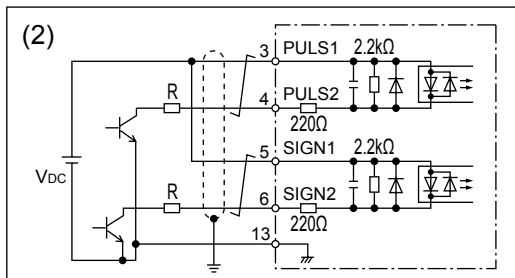 (2)
3 PULS1
2.2kΩ
R
4 PULS2
220Ω
5 SIGN1
2.2kΩ
VDC
R
6 SIGN2
220Ω
13